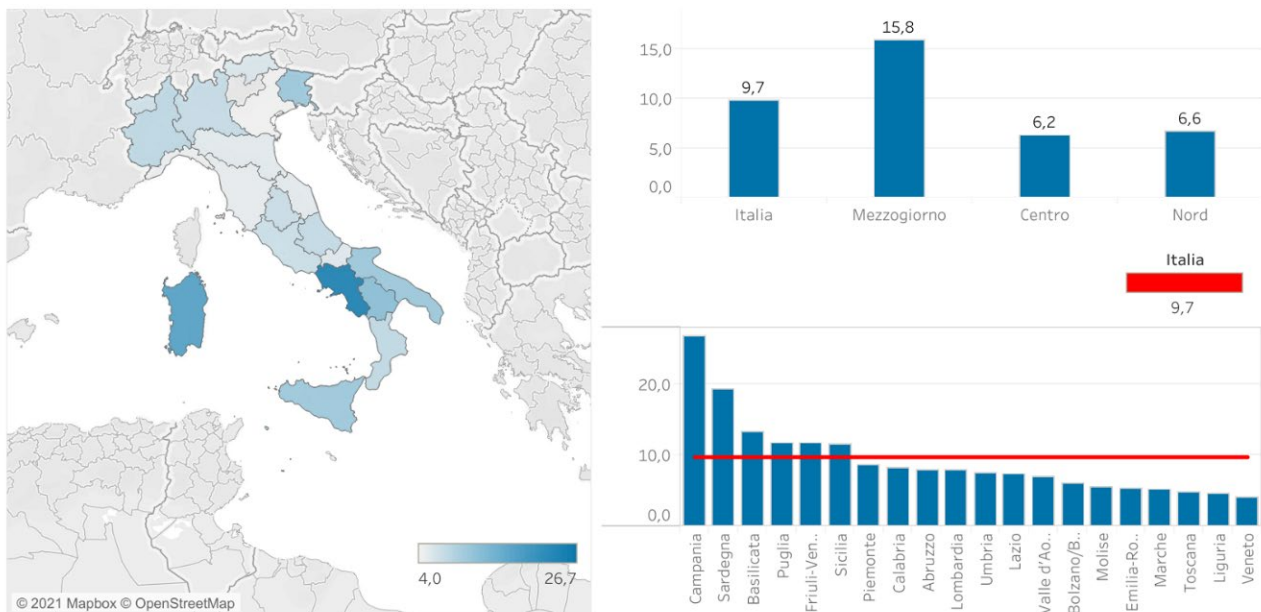 4,0 26,7
© 2021 Mapbox © OpenStreetMap
15,8
15,0
9,7
10,0
6,2 6,6
5,0
0,0
Italia Mezzogiorno Centro Nord
Italia
9,7
20,0
10,0
0,0
Campania
Sardegna
Basilicata
Puglia
Friuli-Ven..
Sicilia
Piemonte
Calabria
Abruzzo
Lombardia
Umbria
Lazio
Valle d'Ao..
Bolzano/B..
Molise
Emilia-Ro..
Marche
Toscana
Liguria
Veneto